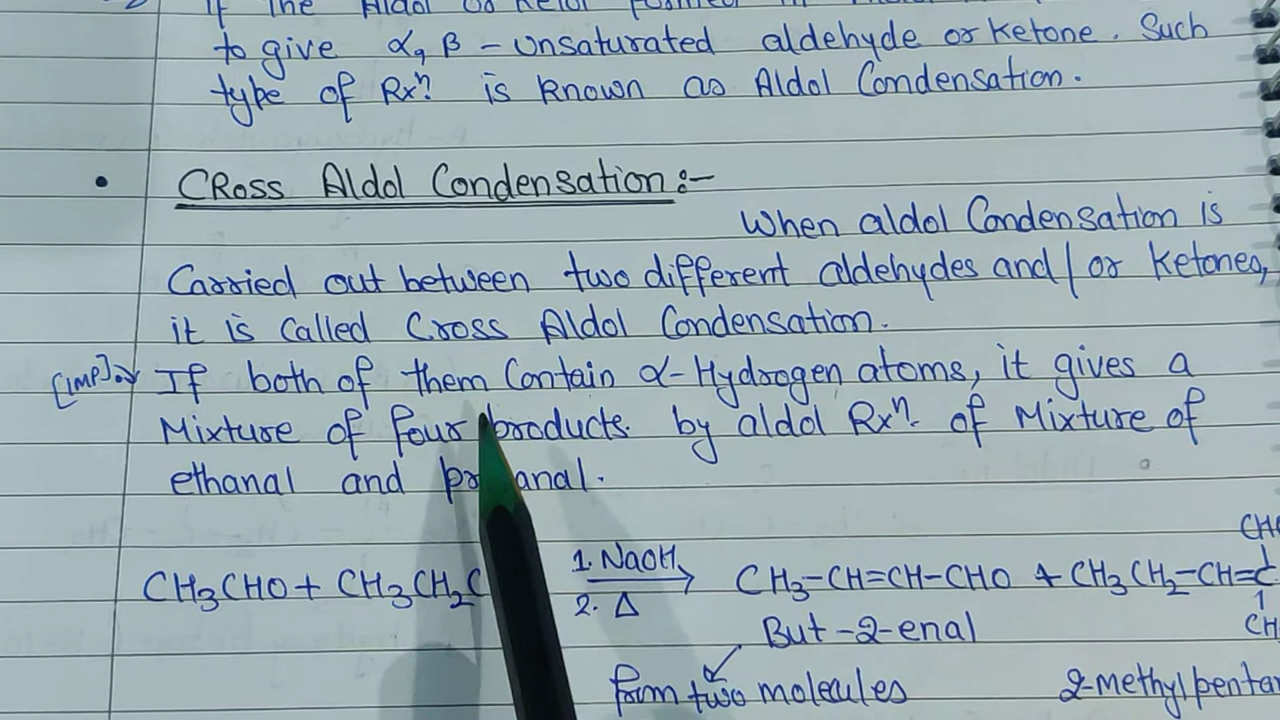 to give α, β - unsaturated aldehyde or ketone. Such
type of Rxⁿ. is known as Aldol Condensation.
• CROSS Aldol Condensation :-
When aldol Condensation is
Carried out between two different aldehydes and/or Ketones,
it is called Cross Aldol Condensation.
[IMP] If both of them Contain α-Hydrogen atoms, it gives a
Mixture of four products. by aldol Rxⁿ. of Mixture of
ethanal and
CH₃CHO + CH₃CH₂C 1. NaOH 2. Δ → CH₃-CH=CH-CHO + CH₃CH₂-CH=C
But-2-enal
from two molecules 2-methylpenta